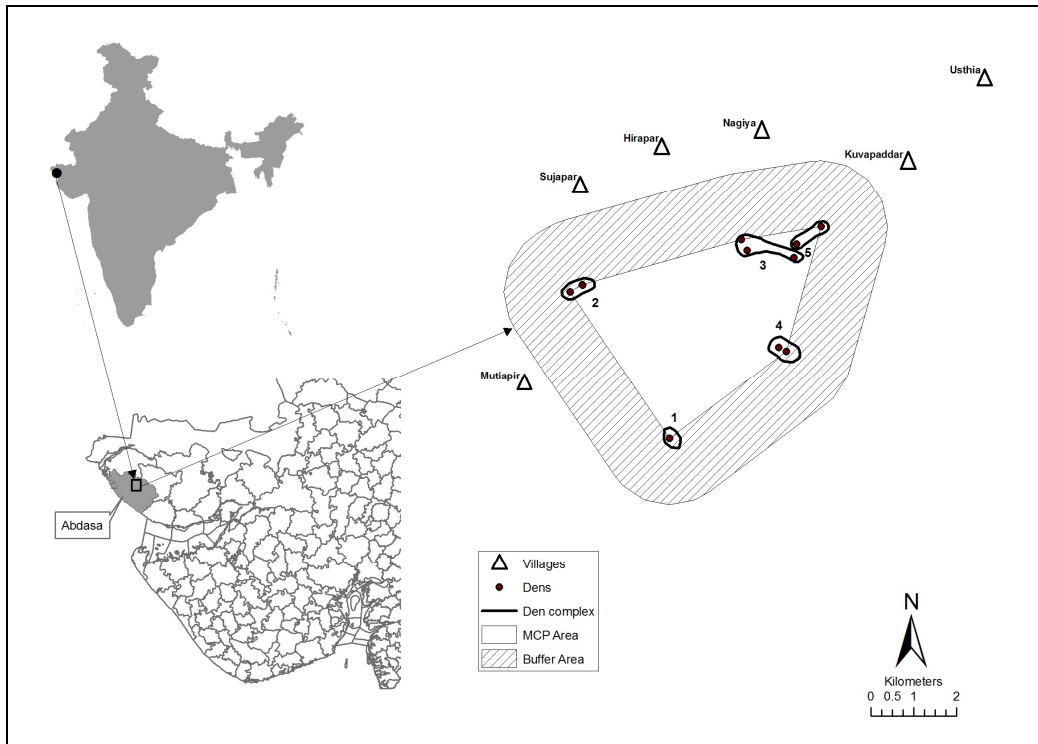 Usthia
Nagiya
Hirapar
Kuvapaddar
Sujapar
5
3
2
4
Mutiapir
1
Abdasa
Villages
Dens
Den complex
MCP Area
Buffer Area
N
Kilometers
0 0.5 1 2